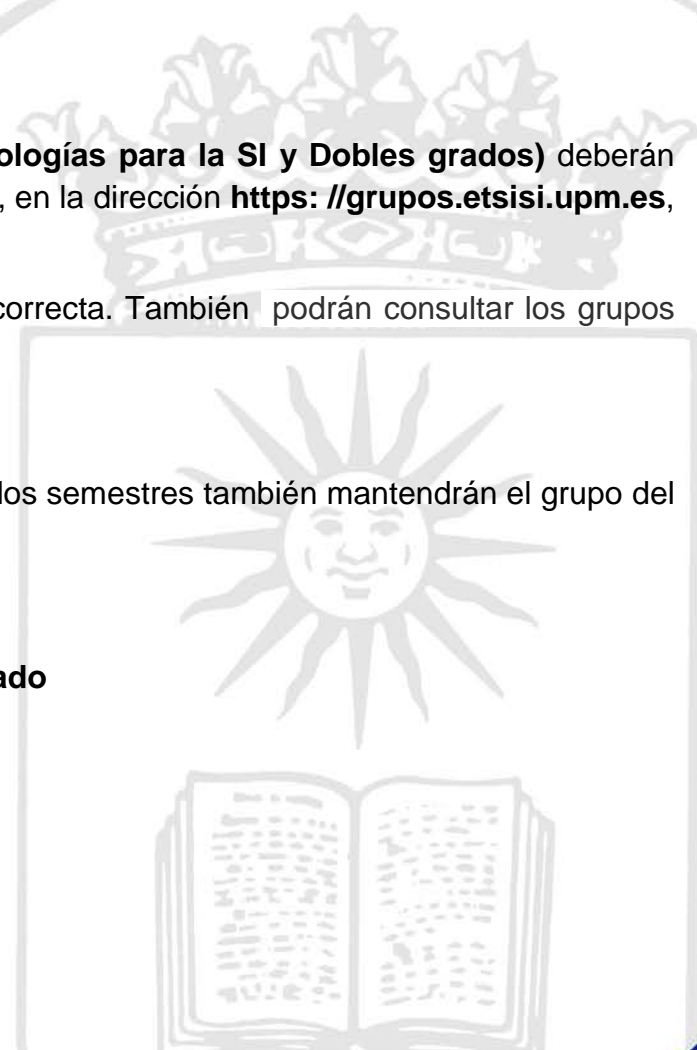 ologías para la SI y Dobles grados) deberán
, en la dirección https: //grupos.etsisi.upm.es,
correcta. También podrán consultar los grupos
los semestres también mantendrán el grupo del
ado